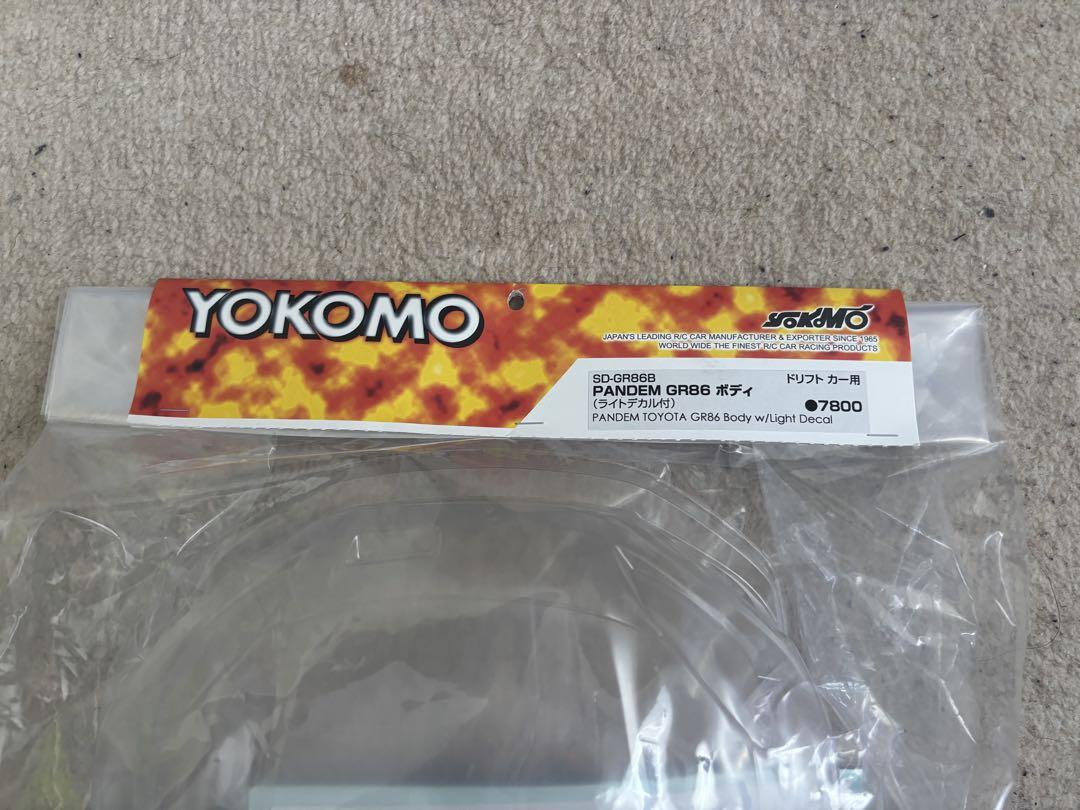 YOKOMO
YOKOMO
JAPAN'S LEADING R/C CAR MANUFACTURER & EXPORTER SINCE 1965
WORLD WIDE THE FINEST R/C CAR RACING PRODUCTS
SD-GR86B
ドリフト カー用
PANDEM GR86 ボディ
(ライトデカル付)
●7800
PANDEM TOYOTA GR86 Body w/Light Decal